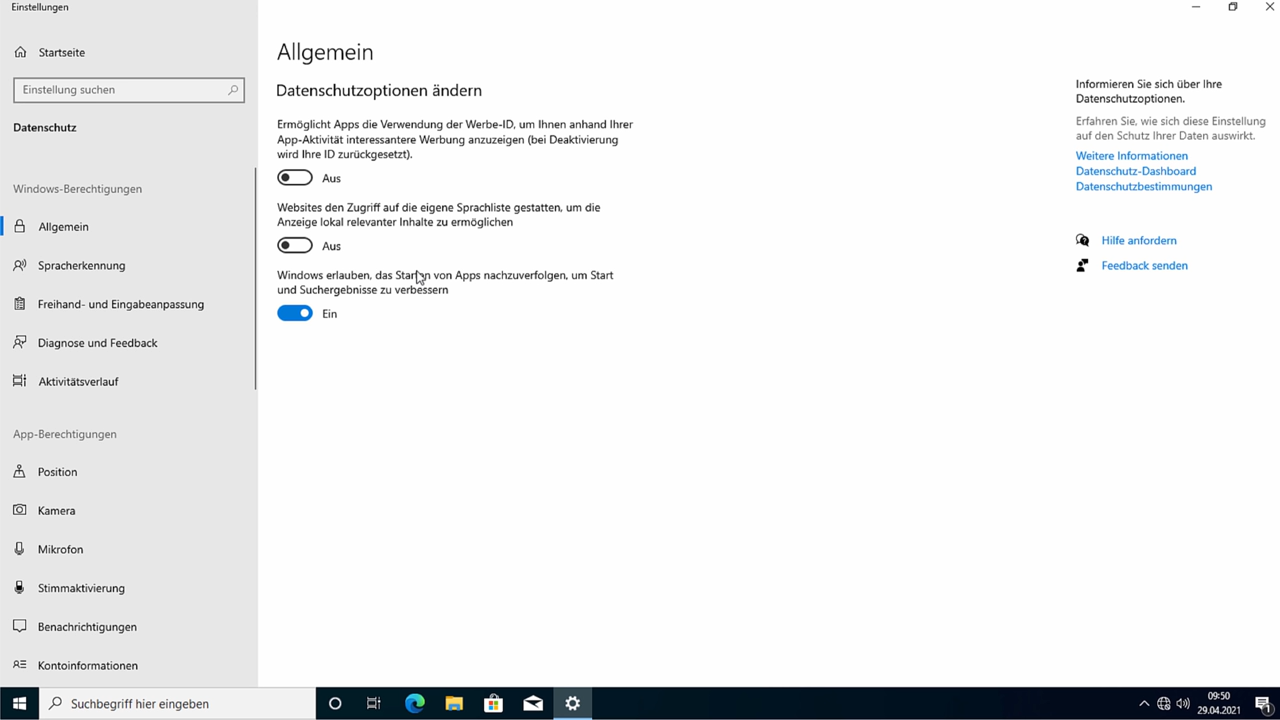 Einstellungen
Startseite
Einstellung suchen
Datenschutz
Windows-Berechtigungen
Allgemein
Spracherkennung
Freihand- und Eingabeanpassung
Diagnose und Feedback
Aktivitätsverlauf
App-Berechtigungen
Position
Kamera
Mikrofon
Stimmaktivierung
Benachrichtigungen
Kontoinformationen
Allgemein
Datenschutzoptionen ändern
Ermöglicht Apps die Verwendung der Werbe-ID, um Ihnen anhand Ihrer
App-Aktivität interessantere Werbung anzuzeigen (bei Deaktivierung
wird Ihre ID zurückgesetzt).
Aus
Websites den Zugriff auf die eigene Sprachliste gestatten, um die
Anzeige lokal relevanter Inhalte zu ermöglichen
Aus
Windows erlauben, das Starten von Apps nachzuverfolgen, um Start
und Suchergebnisse zu verbessern
Ein
Informieren Sie sich über Ihre
Datenschutzoptionen.
Erfahren Sie, wie sich diese Einstellung
auf den Schutz Ihrer Daten auswirkt.
Weitere Informationen
Datenschutz-Dashboard
Datenschutzbestimmungen
Hilfe anfordern
Feedback senden
Suchbegriff hier eingeben
09:50
29.04.2021
1